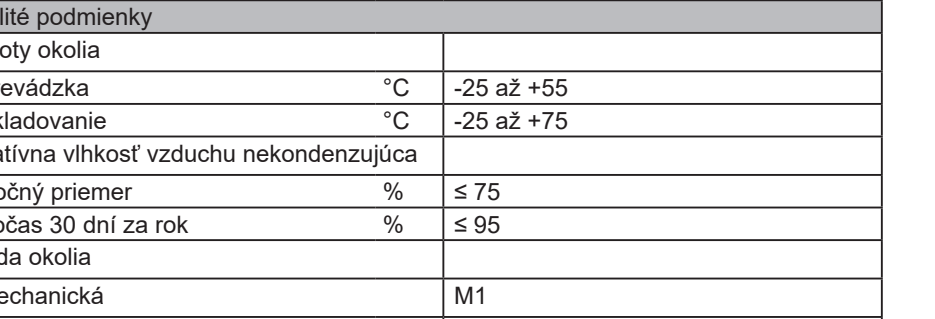 lité podmienky
oty okolia
evádzka °C -25 až +55
kladovanie °C -25 až +75
atívna vlhkosť vzduchu nekondenzujúca
očný priemer % ≤ 75
očas 30 dní za rok % ≤ 95
da okolia
echanická M1